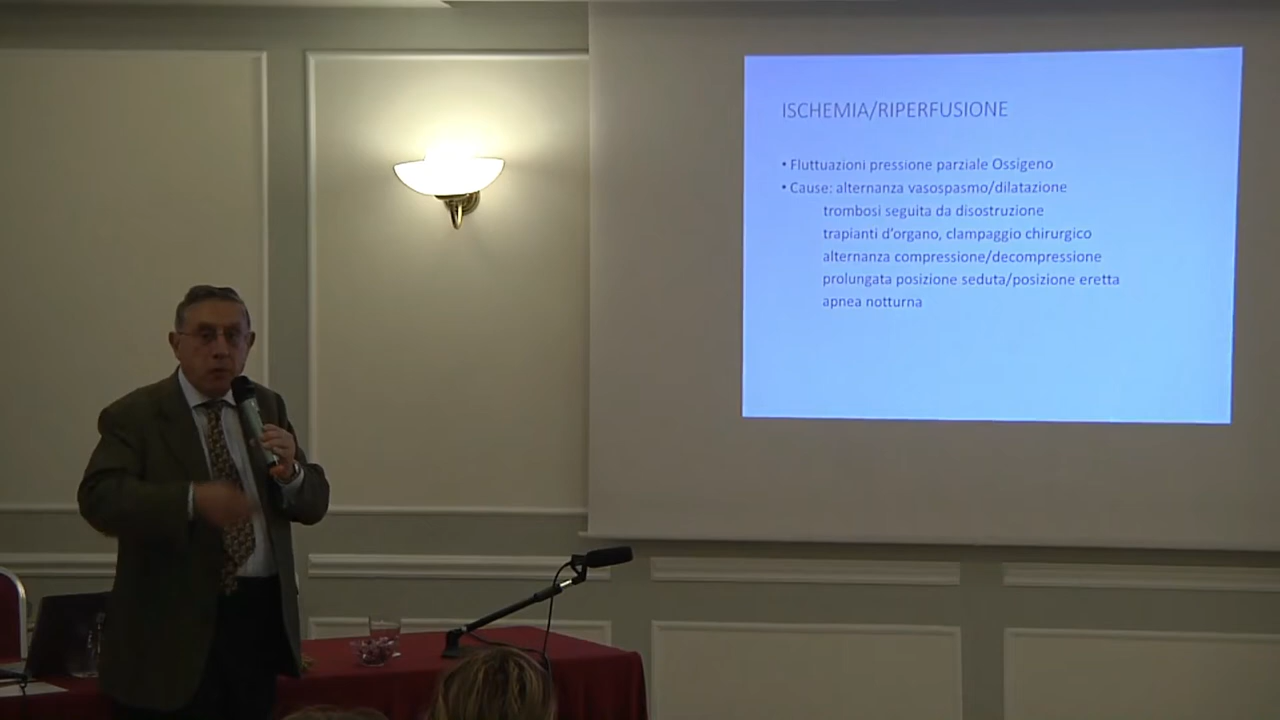 ISCHEMIA/RIPERFUSIONE
• Fluttuazioni pressione parziale Ossigeno
• Cause: alternanza vasospasmo/dilatazione
trombosi seguita da disostruzione
trapianti d'organo, clampaggio chirurgico
alternanza compressione/decompressione
prolungata posizione seduta/posizione eretta
apnea notturna